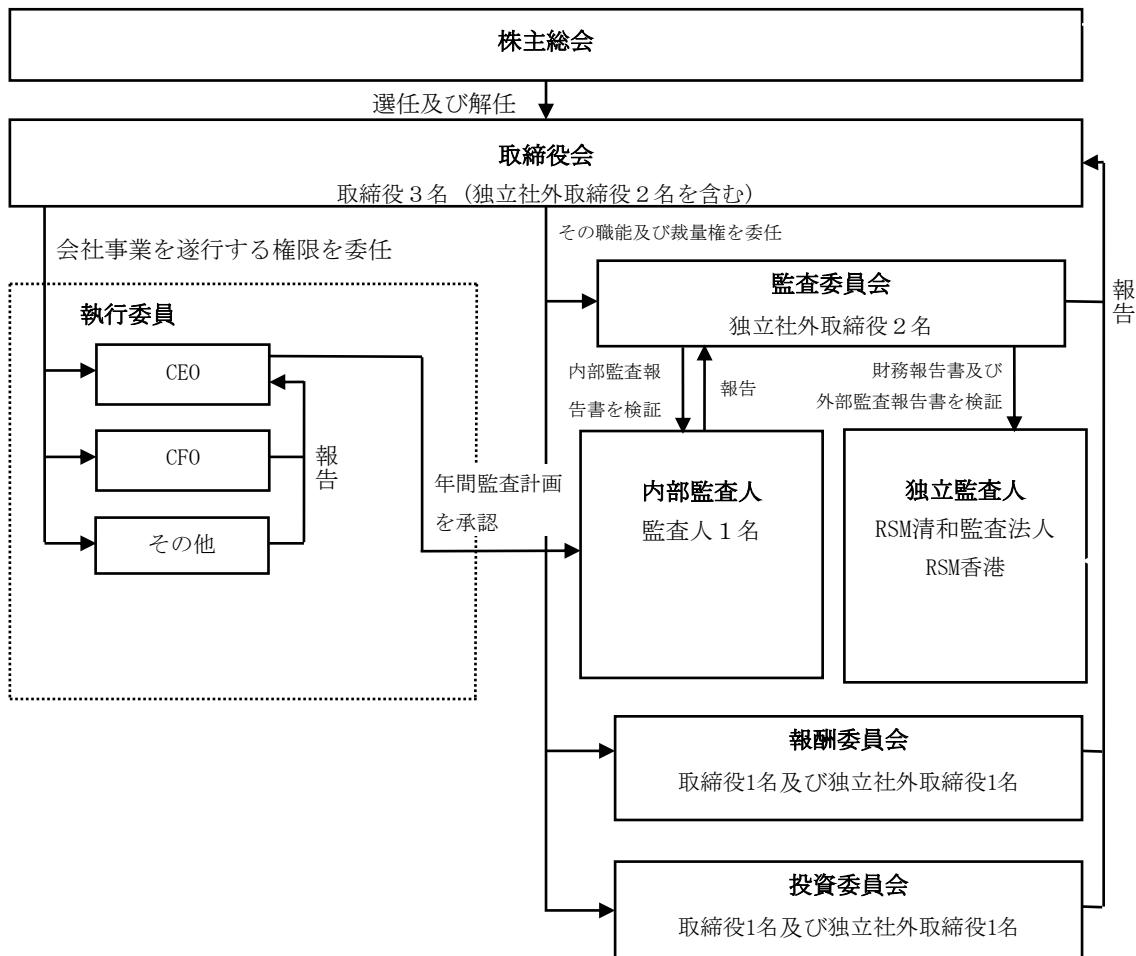 株主総会
選任及び解任
取締役会
取締役３名（独立社外取締役２名を含む）
会社事業を遂行する権限を委任
その職能及び裁量権を委任
執行委員
CEO
CFO
その他
報告
年間監査計画
を承認
監査委員会
独立社外取締役２名
内部監査報
告書を検証
報告
財務報告書及び
外部監査報告書を検証
内部監査人
監査人１名
独立監査人
RSM清和監査法人
RSM香港
報酬委員会
取締役1名及び独立社外取締役1名
投資委員会
取締役1名及び独立社外取締役1名
報告